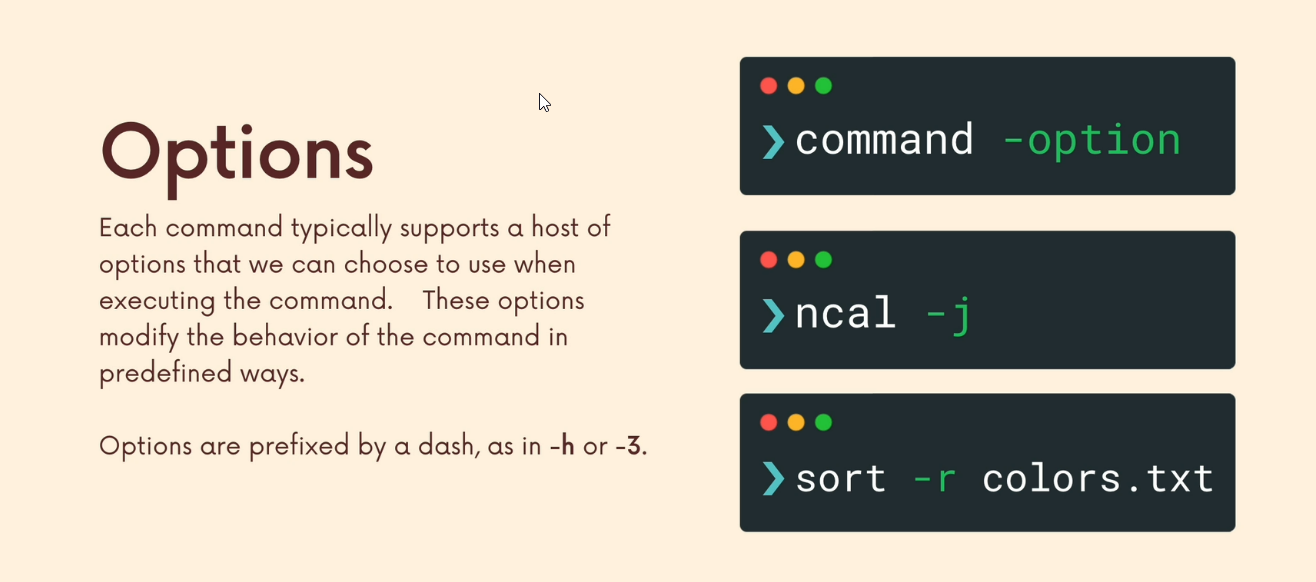 Options
Each command typically supports a host of
options that we can choose to use when
executing the command. These options
modify the behavior of the command in
predefined ways.
Options are prefixed by a dash, as in -h or -3.
❯ command -option
❯ ncal -j
❯ sort -r colors.txt